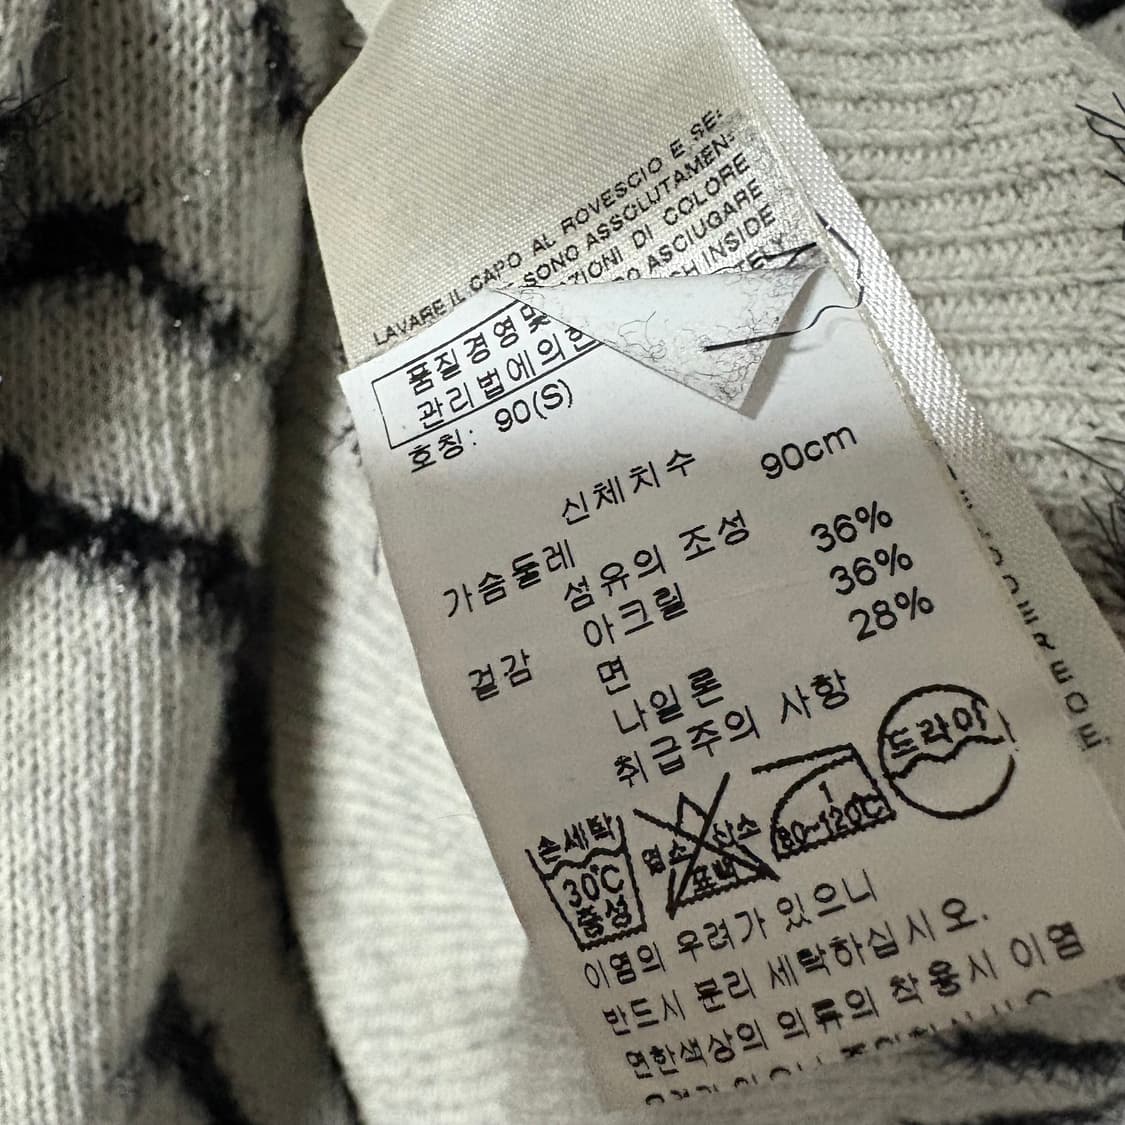 LAVARE IL CAPO AL ROVESCIO E SE
SONO ASSOLUTAMEN
ZIONI DI COLORE
ASCIUGARE
INSIDE
품질경영및
관리법에의한
호칭: 90(S)
신체치수
가슴둘레 90cm
섬유의 조성
겉감 아크릴 36%
면 36%
나일론 28%
취급주의 사항
손세탁 30℃ 중성
염소 산소 표백
1 80~120℃
드라이
이염의 우려가 있으니
반드시 분리 세탁하십시오.
연한색상의 의류의 착용시 이염